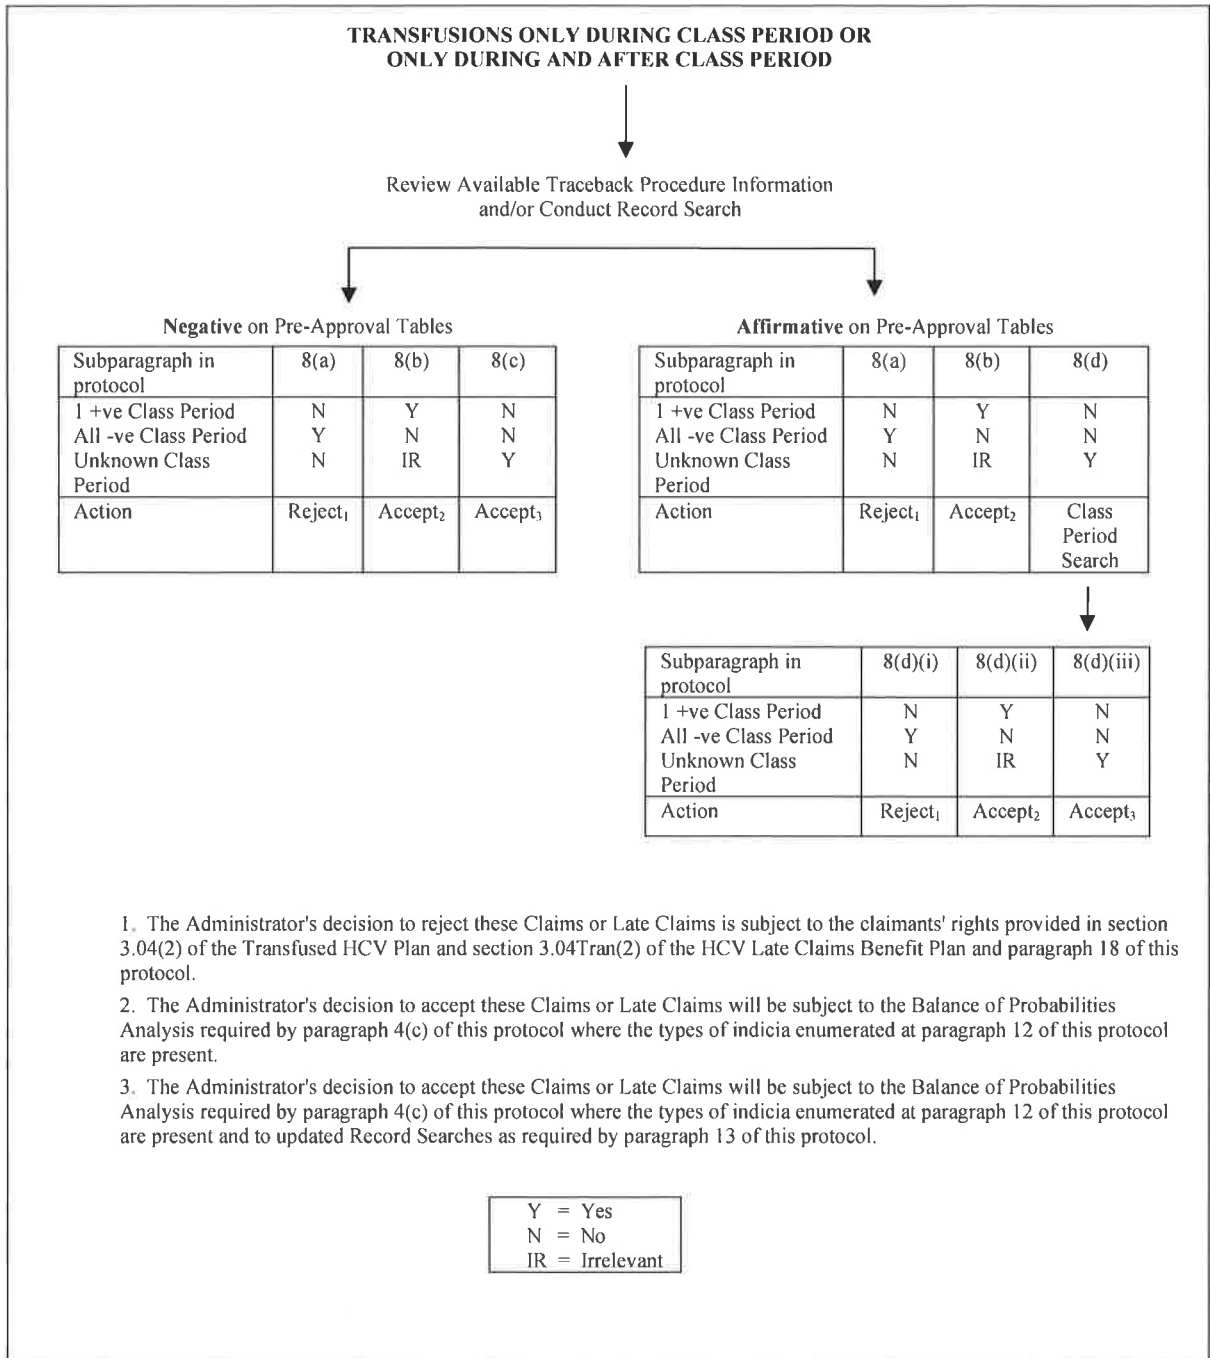 TRANSFUSIONS ONLY DURING CLASS PERIOD OR
ONLY DURING AND AFTER CLASS PERIOD
Review Available Traceback Procedure Information
and/or Conduct Record Search
Negative on Pre-Approval Tables
Subparagraph in protocol 8(a) 8(b) 8(c)
1 +ve Class Period N Y N
All -ve Class Period Y N N
Unknown Class Period N IR Y
Action Reject₁ Accept₂ Accept₃
Affirmative on Pre-Approval Tables
Subparagraph in protocol 8(a) 8(b) 8(d)
1 +ve Class Period N Y N
All -ve Class Period Y N N
Unknown Class Period N IR Y
Action Reject₁ Accept₂ Class Period Search
Subparagraph in protocol 8(d)(i) 8(d)(ii) 8(d)(iii)
1 +ve Class Period N Y N
All -ve Class Period Y N N
Unknown Class Period N IR Y
Action Reject₁ Accept₂ Accept₃
1. The Administrator's decision to reject these Claims or Late Claims is subject to the claimants' rights provided in section
3.04(2) of the Transfused HCV Plan and section 3.04Tran(2) of the HCV Late Claims Benefit Plan and paragraph 18 of this
protocol.
2. The Administrator's decision to accept these Claims or Late Claims will be subject to the Balance of Probabilities
Analysis required by paragraph 4(c) of this protocol where the types of indicia enumerated at paragraph 12 of this protocol
are present.
3. The Administrator's decision to accept these Claims or Late Claims will be subject to the Balance of Probabilities
Analysis required by paragraph 4(c) of this protocol where the types of indicia enumerated at paragraph 12 of this protocol
are present and to updated Record Searches as required by paragraph 13 of this protocol.
Y = Yes
N = No
IR = Irrelevant